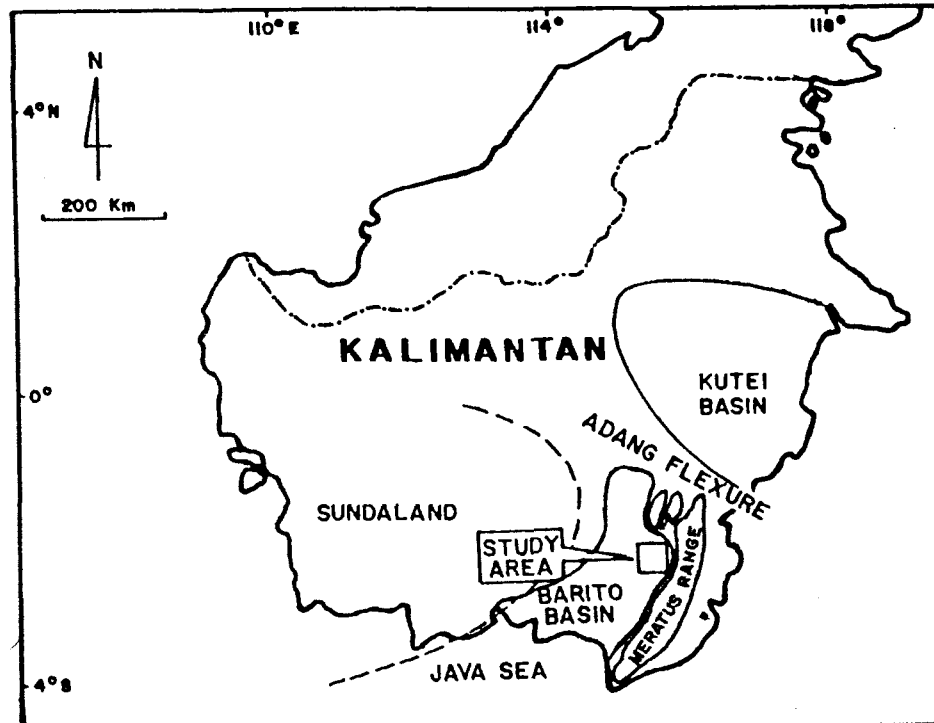 110° E 114° 118°
N
4° N
200 Km
KALIMANTAN
0°
KUTEI
BASIN
ADANG FLEXURE
SUNDALAND
STUDY
AREA
BARITO
BASIN
MERATUS RANGE
JAVA SEA
4° S